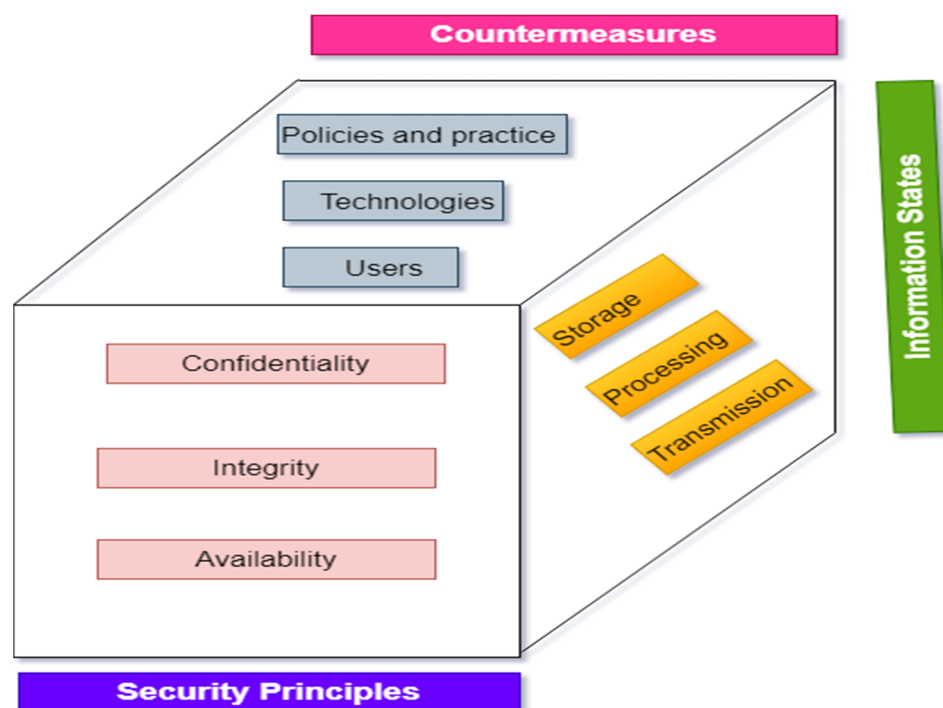 Countermeasures
Policies and practice
Technologies
Users
Information States
Storage
Processing
Transmission
Confidentiality
Integrity
Availability
Security Principles